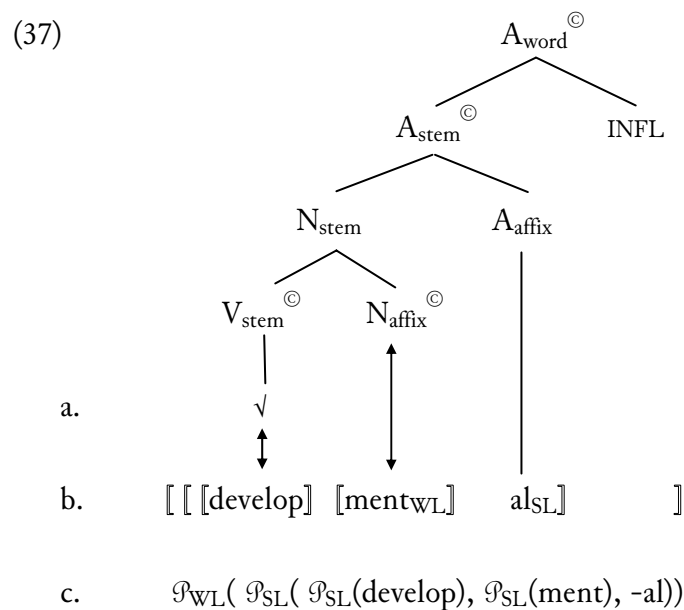 (37) A_word ©
A_stem © INFL
N_stem A_affix
V_stem © N_affix ©
a. √
b. ⟦ ⟦ ⟦develop⟧ ⟦ment_WL⟧ al_SL⟧ ⟧
c. 𝒫_WL( 𝒫_SL( 𝒫_SL(develop), 𝒫_SL(ment), -al))